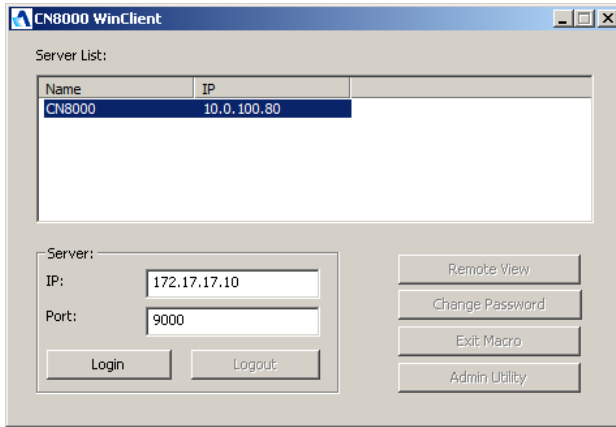 CN8000 WinClient
Server List:
Name IP
CN8000 10.0.100.80
Server:
IP: 172.17.17.10
Port: 9000
Login Logout
Remote View
Change Password
Exit Macro
Admin Utility